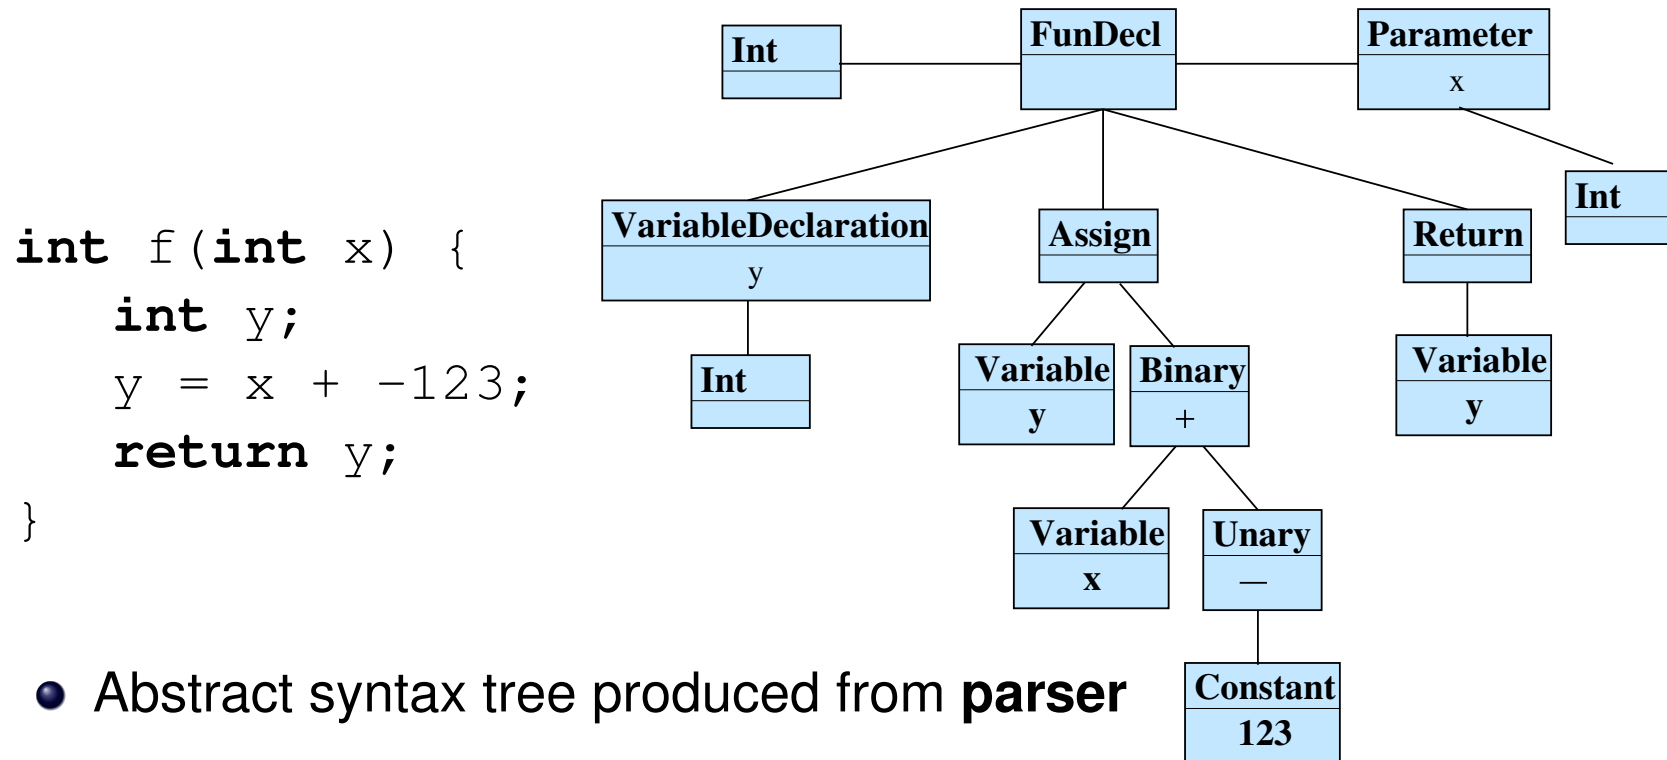 int f(int x) {
int y;
y = x + -123;
return y;
}
Int
FunDecl
Parameter
x
Int
VariableDeclaration
y
Int
Assign
Return
Variable
y
Binary
+
Variable
y
Variable
x
Unary
—
Constant
123
Abstract syntax tree produced from parser